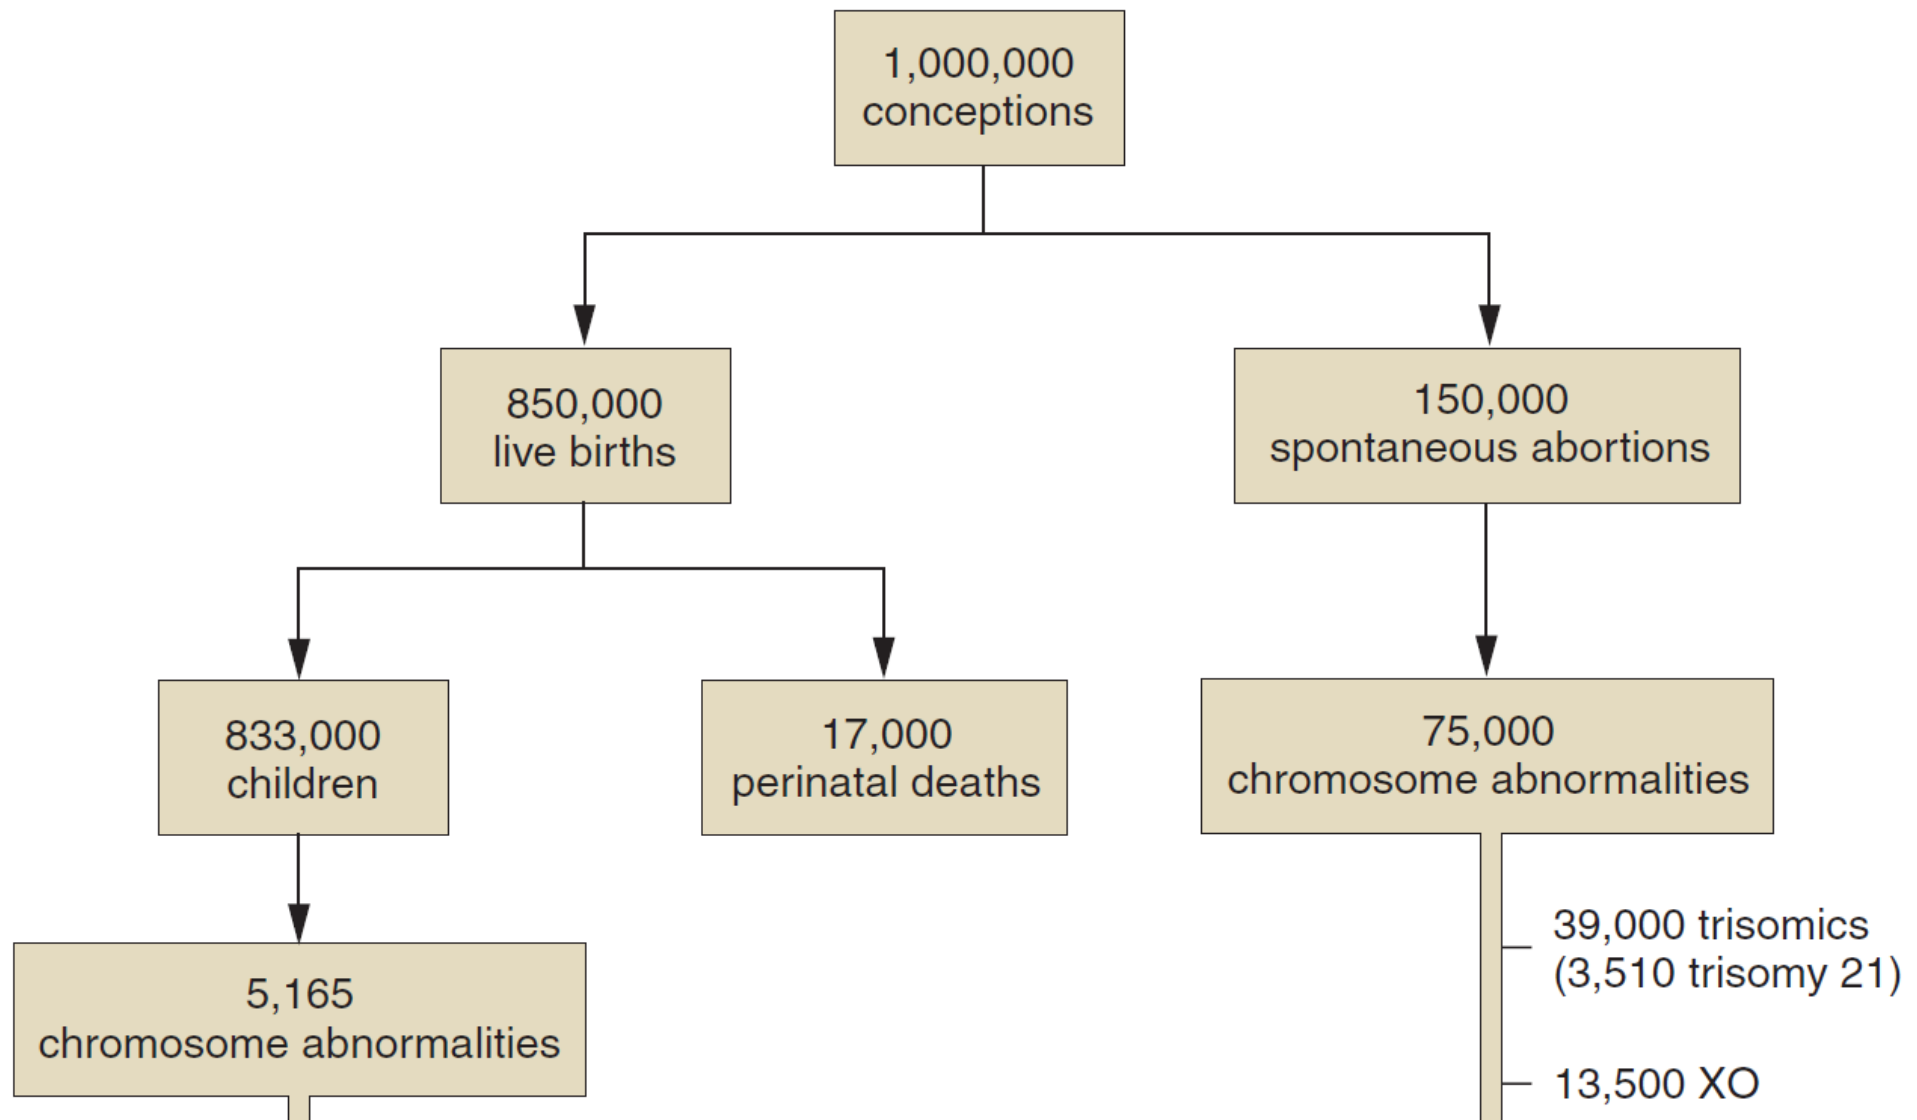 1,000,000
conceptions
850,000
live births
150,000
spontaneous abortions
833,000
children
17,000
perinatal deaths
75,000
chromosome abnormalities
39,000 trisomics
(3,510 trisomy 21)
5,165
chromosome abnormalities
13,500 XO